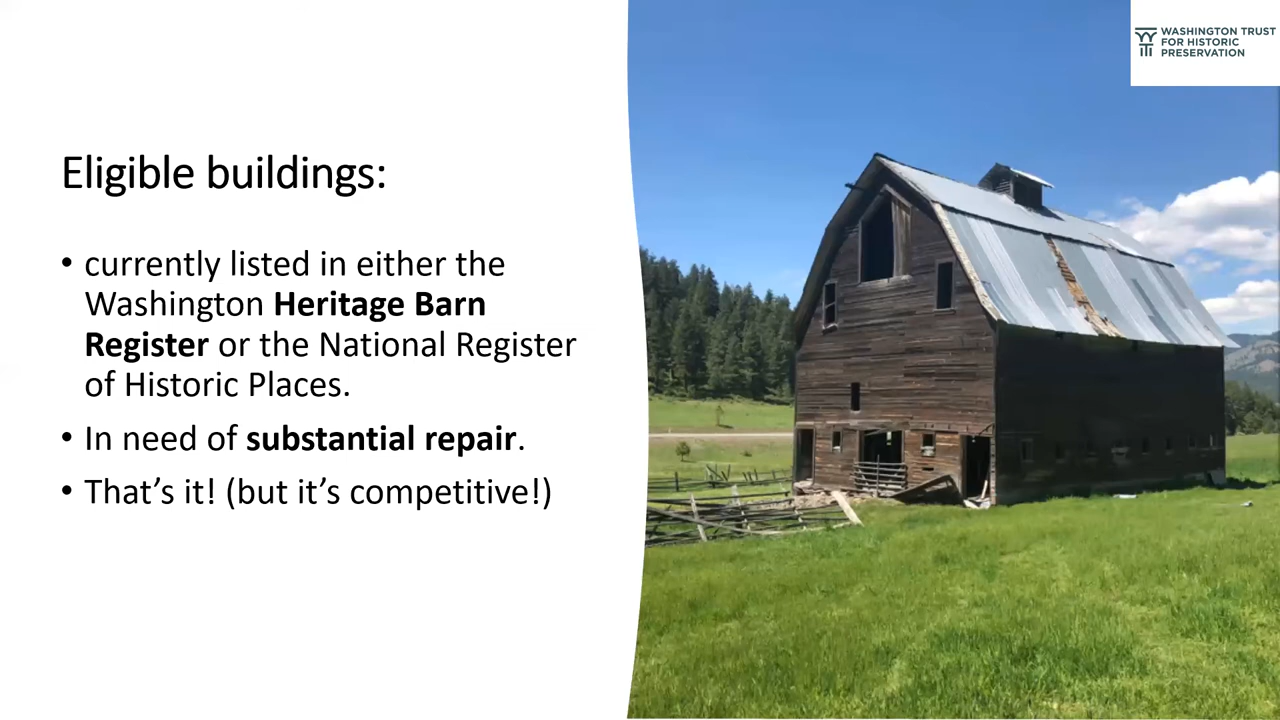 WASHINGTON TRUST
FOR HISTORIC
PRESERVATION
Eligible buildings:
• currently listed in either the
Washington Heritage Barn
Register or the National Register
of Historic Places.
• In need of substantial repair.
• That’s it! (but it’s competitive!)